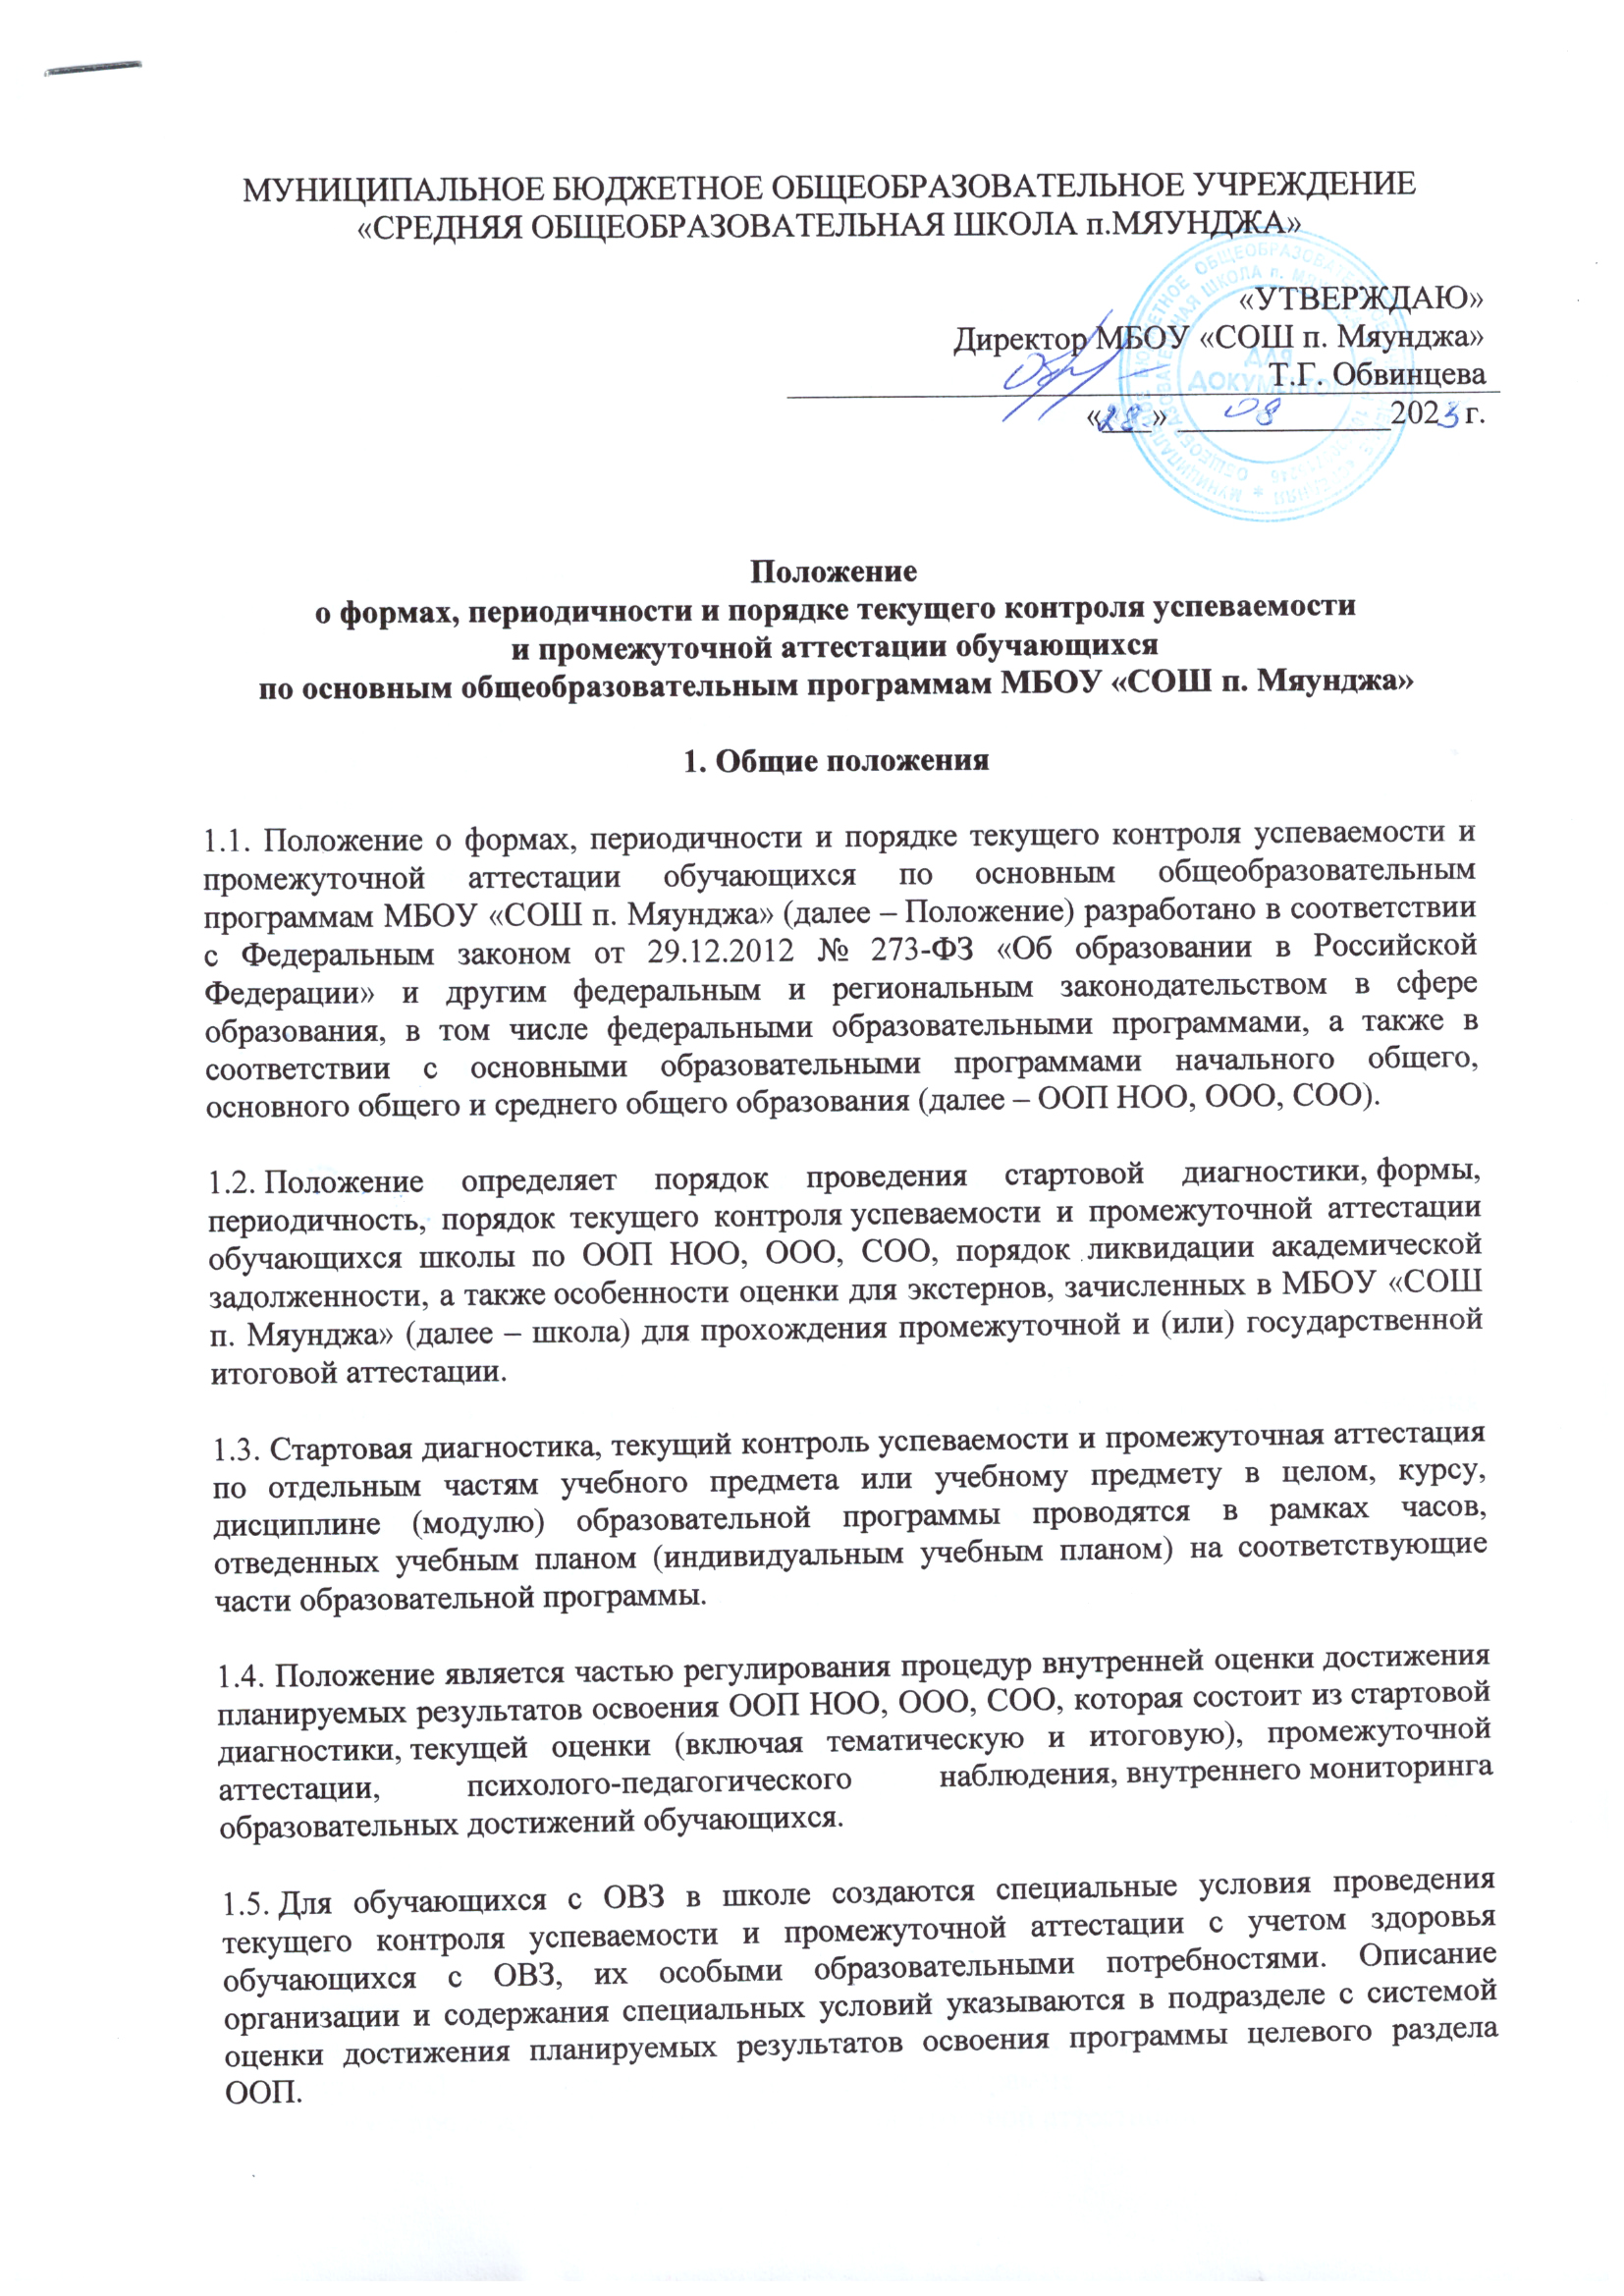 МУНИЦИПАЛЬНОЕ БЮДЖЕТНОЕ ОБЩЕОБРАЗОВАТЕЛЬНОЕ УЧРЕЖДЕНИЕ
«СРЕДНЯЯ ОБЩЕОБРАЗОВАТЕЛЬНАЯ ШКОЛА п.МЯУНДЖА»
«УТВЕРЖДАЮ»
Директор МБОУ «СОШ п. Мяунджа»
Т.Г. Обвинцева
«28» 08 2023 г.
ДЛЯ
ДОКУМЕНТОВ
Положение
о формах, периодичности и порядке текущего контроля успеваемости
и промежуточной аттестации обучающихся
по основным общеобразовательным программам МБОУ «СОШ п. Мяунджа»
1. Общие положения
1.1. Положение о формах, периодичности и порядке текущего контроля успеваемости и
промежуточной аттестации обучающихся по основным общеобразовательным
программам МБОУ «СОШ п. Мяунджа» (далее – Положение) разработано в соответствии
с Федеральным законом от 29.12.2012 № 273-ФЗ «Об образовании в Российской
Федерации» и другим федеральным и региональным законодательством в сфере
образования, в том числе федеральными образовательными программами, а также в
соответствии с основными образовательными программами начального общего,
основного общего и среднего общего образования (далее – ООП НОО, ООО, СОО).
1.2. Положение определяет порядок проведения стартовой диагностики, формы,
периодичность, порядок текущего контроля успеваемости и промежуточной аттестации
обучающихся школы по ООП НОО, ООО, СОО, порядок ликвидации академической
задолженности, а также особенности оценки для экстернов, зачисленных в МБОУ «СОШ
п. Мяунджа» (далее – школа) для прохождения промежуточной и (или) государственной
итоговой аттестации.
1.3. Стартовая диагностика, текущий контроль успеваемости и промежуточная аттестация
по отдельным частям учебного предмета или учебному предмету в целом, курсу,
дисциплине (модулю) образовательной программы проводятся в рамках часов,
отведенных учебным планом (индивидуальным учебным планом) на соответствующие
части образовательной программы.
1.4. Положение является частью регулирования процедур внутренней оценки достижения
планируемых результатов освоения ООП НОО, ООО, СОО, которая состоит из стартовой
диагностики, текущей оценки (включая тематическую и итоговую), промежуточной
аттестации, психолого-педагогического наблюдения, внутреннего мониторинга
образовательных достижений обучающихся.
1.5. Для обучающихся с ОВЗ в школе создаются специальные условия проведения
текущего контроля успеваемости и промежуточной аттестации с учетом здоровья
обучающихся с ОВЗ, их особыми образовательными потребностями. Описание
организации и содержания специальных условий указываются в подразделе с системой
оценки достижения планируемых результатов освоения программы целевого раздела
ООП.